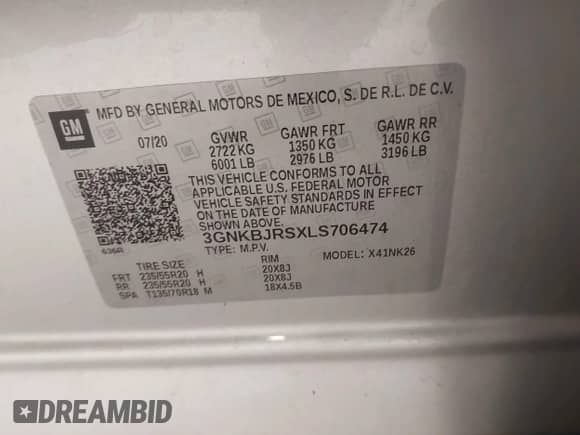 GM
MFD BY GENERAL MOTORS DE MEXICO, S. DE R.L. DE C.V.
07/20 GVWR GAWR FRT GAWR RR
2722 KG 1350 KG 1450 KG
6001 LB 2976 LB 3196 LB
THIS VEHICLE CONFORMS TO ALL
APPLICABLE U.S. FEDERAL MOTOR
VEHICLE SAFETY STANDARDS IN EFFECT
ON THE DATE OF MANUFACTURE
SHOWN ABOVE.
3GNKBJRSXLS706474
TYPE: M.P.V. MODEL: X41NK26
TIRE SIZE RIM
FRT 235/55R20 H 20X8J
RR 235/55R20 H 20X8J
SPA T135/70R18 M 18X4.5B
DREAMBID